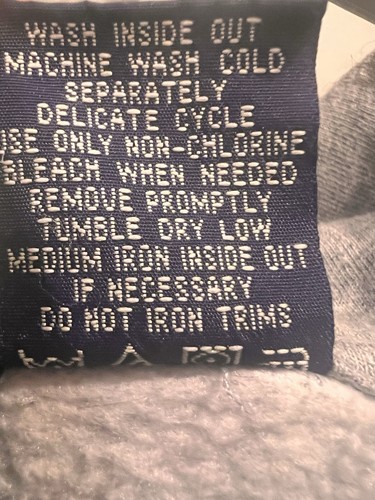 WASH INSIDE OUT
MACHINE WASH COLD
SEPARATELY
DELICATE CYCLE
USE ONLY NON-CHLORINE
BLEACH WHEN NEEDED
REMOVE PROMPTLY
TUMBLE DRY LOW
MEDIUM IRON INSIDE OUT
IF NECESSARY
DO NOT IRON TRIMS